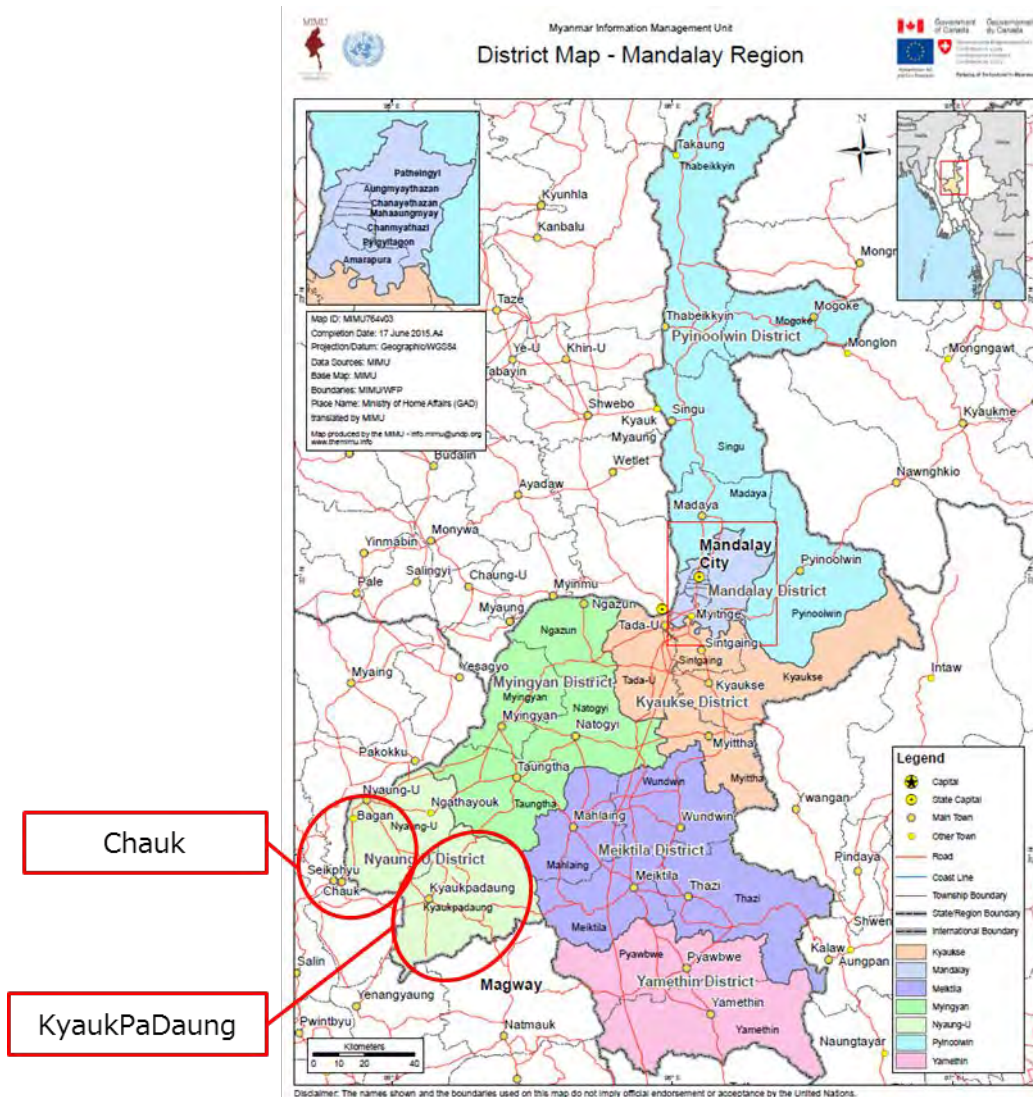 MIMU
Myanmar Information Management Unit
District Map - Mandalay Region
Government of Canada
Gouvernement du Canada
Patheingyi
Aungmyaythazan
Chanayethazan
Mahaaungmyay
Chanmyathazi
Pyigyitagon
Amarapura
Map ID: MIMU764v03
Completion Date: 17 June 2015.A4
Projection/Datum: Geographic/WGS84
Data Sources: MIMU
Base Map: MIMU
Boundaries: MIMU/WFP
Place Name: Ministry of Home Affairs (GAD)
translated by MIMU
Map produced by the MIMU - info.mimu@undp.org
www.themimu.info
N
Takaung
Thabeikkyin
Kyunhla
Kanbalu
Taze
Thabeikkyin
Mogoke
Mogoke
Pyinoolwin District
Monglon
Mongngawt
Ye-U
Khin-U
Tabayin
Shwebo
Singu
Kyauk
Myaung
Kyaukme
Singu
Wetlet
Budalin
Nawnghkio
Ayadaw
Madaya
Madaya
Monywa
Yinmabin
Mandalay
City
Pyinoolwin
Pale
Salingyi
Chaung-U
Myinmu
Mandalay District
Myaung
Ngazun
Myitnge
Pyinoolwin
Tada-U
Ngazun
Sintgaing
Sintgaing
Myaing
Yesagyo
Myingyan District
Tada-U
Kyaukse
Kyaukse
Intaw
Myingyan
Kyaukse District
Natogyi
Myingyan
Natogyi
Myittha
Pakokku
Taungtha
Wundwin
Myittha
Nyaung-U
Ngathayouk
Taungtha
Ywangan
Bagan
Nyaung-U
Mahlaing
Wundwin
Chauk
Nyaung-U District
Meiktila District
Pindaya
Mahlaing
Seikphyu
Chauk
Kyaukpadaung
Meiktila
Thazi
Kyaukpadaung
Thazi
Meiktila
Shwen
Kalaw
Aungpan
Salin
Pyawbwe
Pyawbwe
Magway
Yamethin District
KyaukPaDaung
Yenangyaung
Yamethin
Pwintbyu
Natmauk
Yamethin
Naungtayar
Kilometers
0 10 20 40
Legend
Capital
State Capital
Main Town
Other Town
Road
Coast Line
Township Boundary
State/Region Boundary
International Boundary
Kyaukse
Mandalay
Meiktila
Myingyan
Nyaung-U
Pyinoolwin
Yamethin
Disclaimer: The names shown and the boundaries used on this map do not imply official endorsement or acceptance by the United Nations.